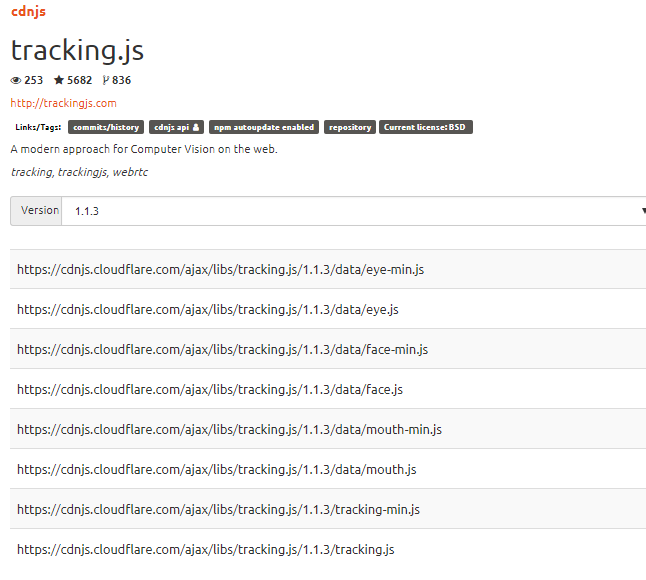 cdnjs
tracking.js
253 5682 836
http://trackingjs.com
Links/Tags: commits/history cdnjs api npm autoupdate enabled repository Current license: BSD
A modern approach for Computer Vision on the web.
tracking, trackingjs, webrtc
Version 1.1.3
https://cdnjs.cloudflare.com/ajax/libs/tracking.js/1.1.3/data/eye-min.js
https://cdnjs.cloudflare.com/ajax/libs/tracking.js/1.1.3/data/eye.js
https://cdnjs.cloudflare.com/ajax/libs/tracking.js/1.1.3/data/face-min.js
https://cdnjs.cloudflare.com/ajax/libs/tracking.js/1.1.3/data/face.js
https://cdnjs.cloudflare.com/ajax/libs/tracking.js/1.1.3/data/mouth-min.js
https://cdnjs.cloudflare.com/ajax/libs/tracking.js/1.1.3/data/mouth.js
https://cdnjs.cloudflare.com/ajax/libs/tracking.js/1.1.3/tracking-min.js
https://cdnjs.cloudflare.com/ajax/libs/tracking.js/1.1.3/tracking.js